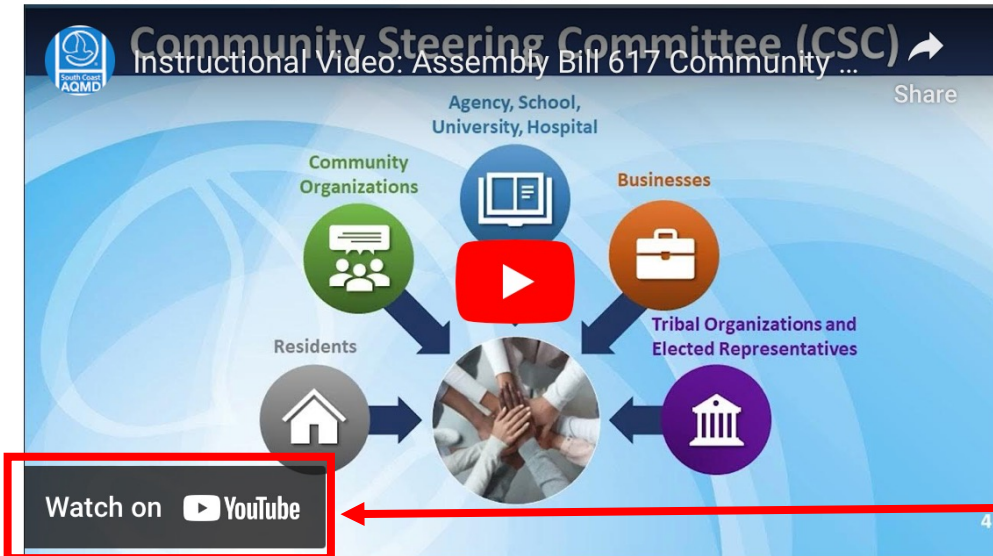 Community Steering Committee (CSC)
Instructional Video: Assembly Bill 617 Community ...
South Coast
AQMD
Share
Agency, School,
University, Hospital
Community
Organizations
Businesses
Tribal Organizations and
Elected Representatives
Residents
Watch on YouTube
4